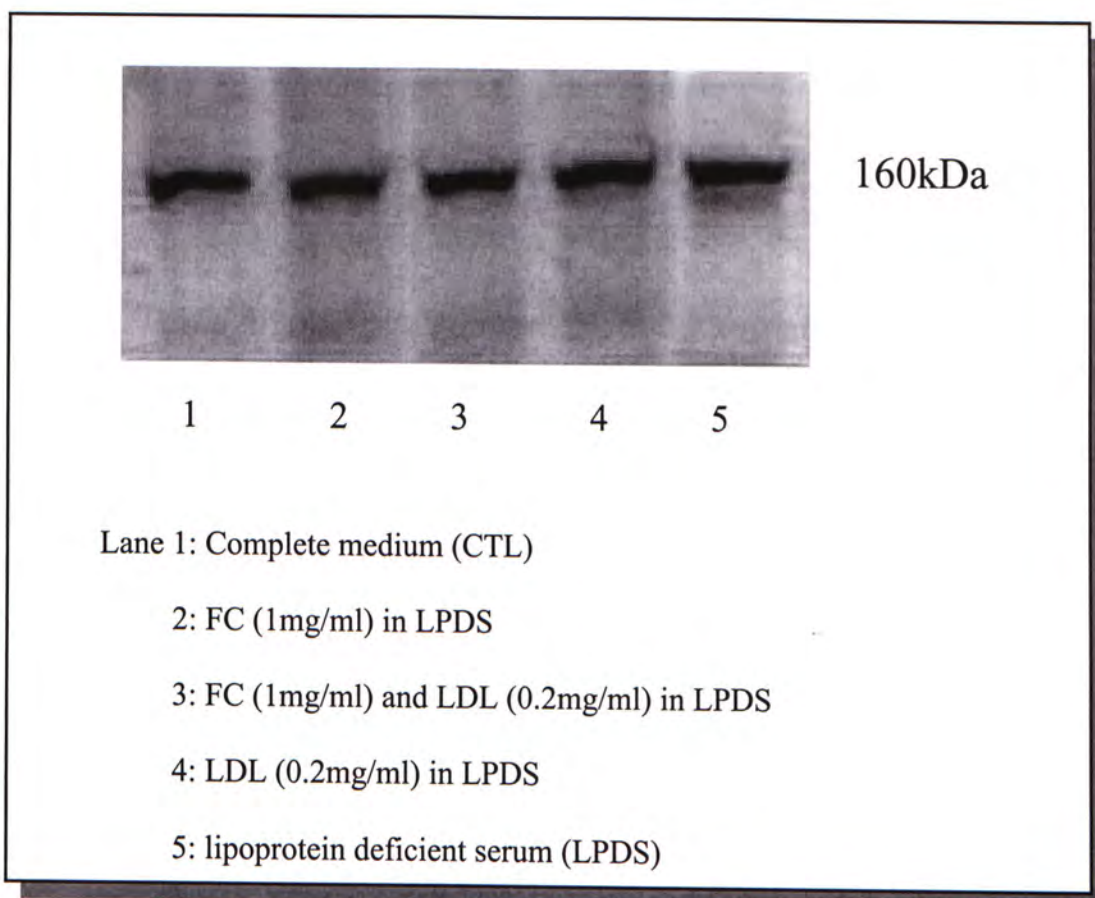 160kDa
1 2 3 4 5
Lane 1: Complete medium (CTL)
2: FC (1mg/ml) in LPDS
3: FC (1mg/ml) and LDL (0.2mg/ml) in LPDS
4: LDL (0.2mg/ml) in LPDS
5: lipoprotein deficient serum (LPDS)